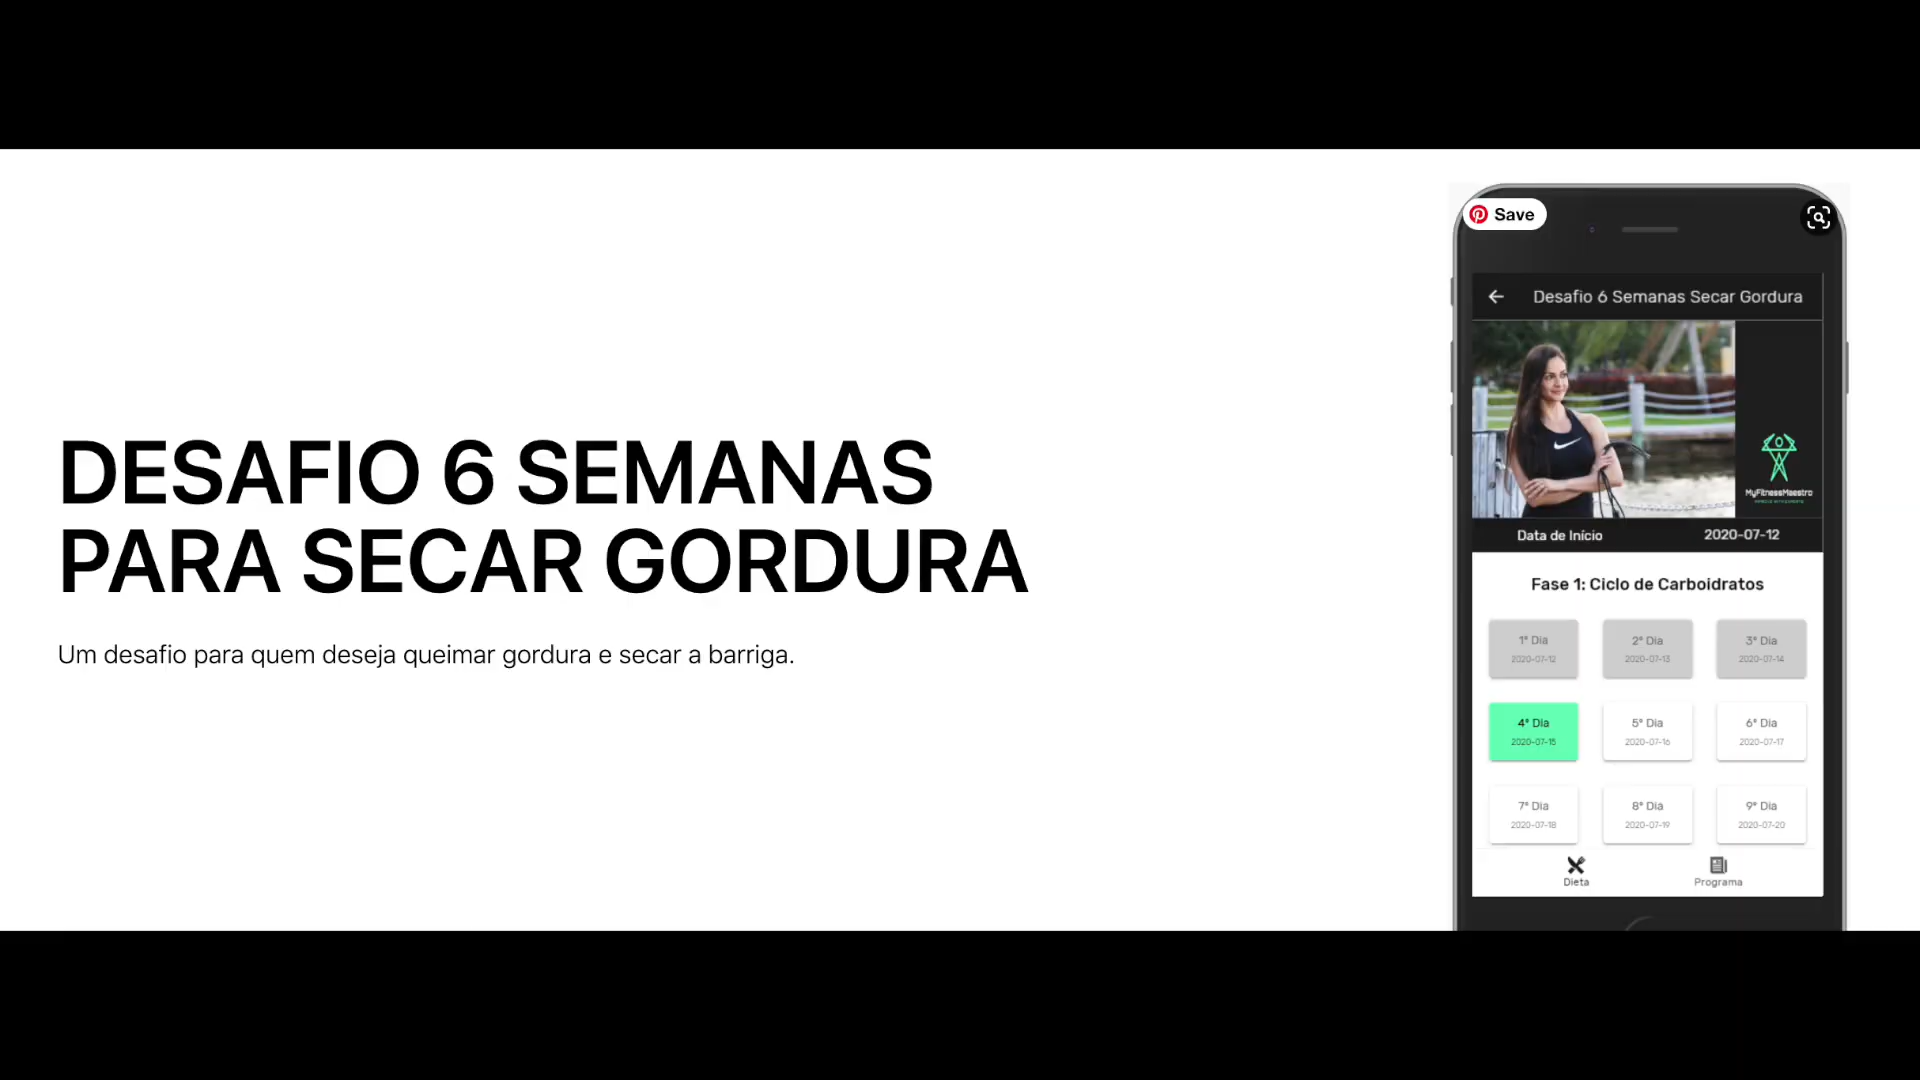 DESAFIO 6 SEMANAS
PARA SECAR GORDURA
Um desafio para quem deseja queimar gordura e secar a barriga.
Save
Desafio 6 Semanas Secar Gordura
MyFitnessMaestro
Data de Início 2020-07-12
Fase 1: Ciclo de Carboidratos
1º Dia 2º Dia 3º Dia
2020-07-12 2020-07-13 2020-07-14
4º Dia 5º Dia 6º Dia
2020-07-15 2020-07-16 2020-07-17
7º Dia 8º Dia 9º Dia
2020-07-18 2020-07-19 2020-07-20
Dieta Programa